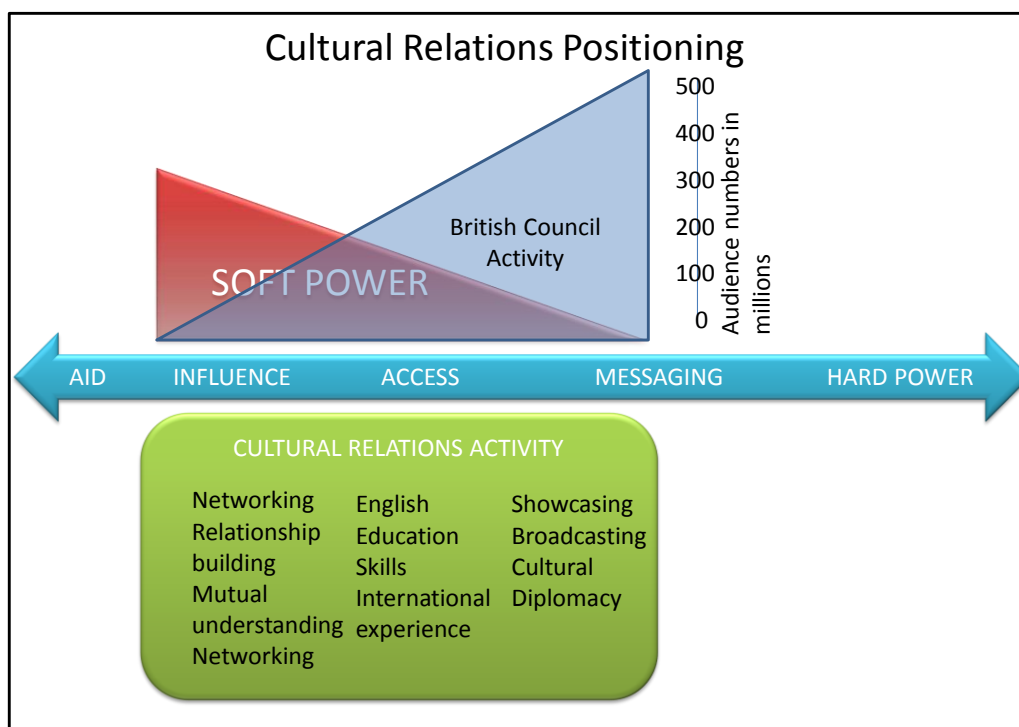 Cultural Relations Positioning
500
400
300
200
100
0
Audience numbers in
millions
British Council
Activity
SOFT POWER
AID
INFLUENCE
ACCESS
MESSAGING
HARD POWER
CULTURAL RELATIONS ACTIVITY
Networking
Relationship
building
Mutual
understanding
Networking
English
Education
Skills
International
experience
Showcasing
Broadcasting
Cultural
Diplomacy